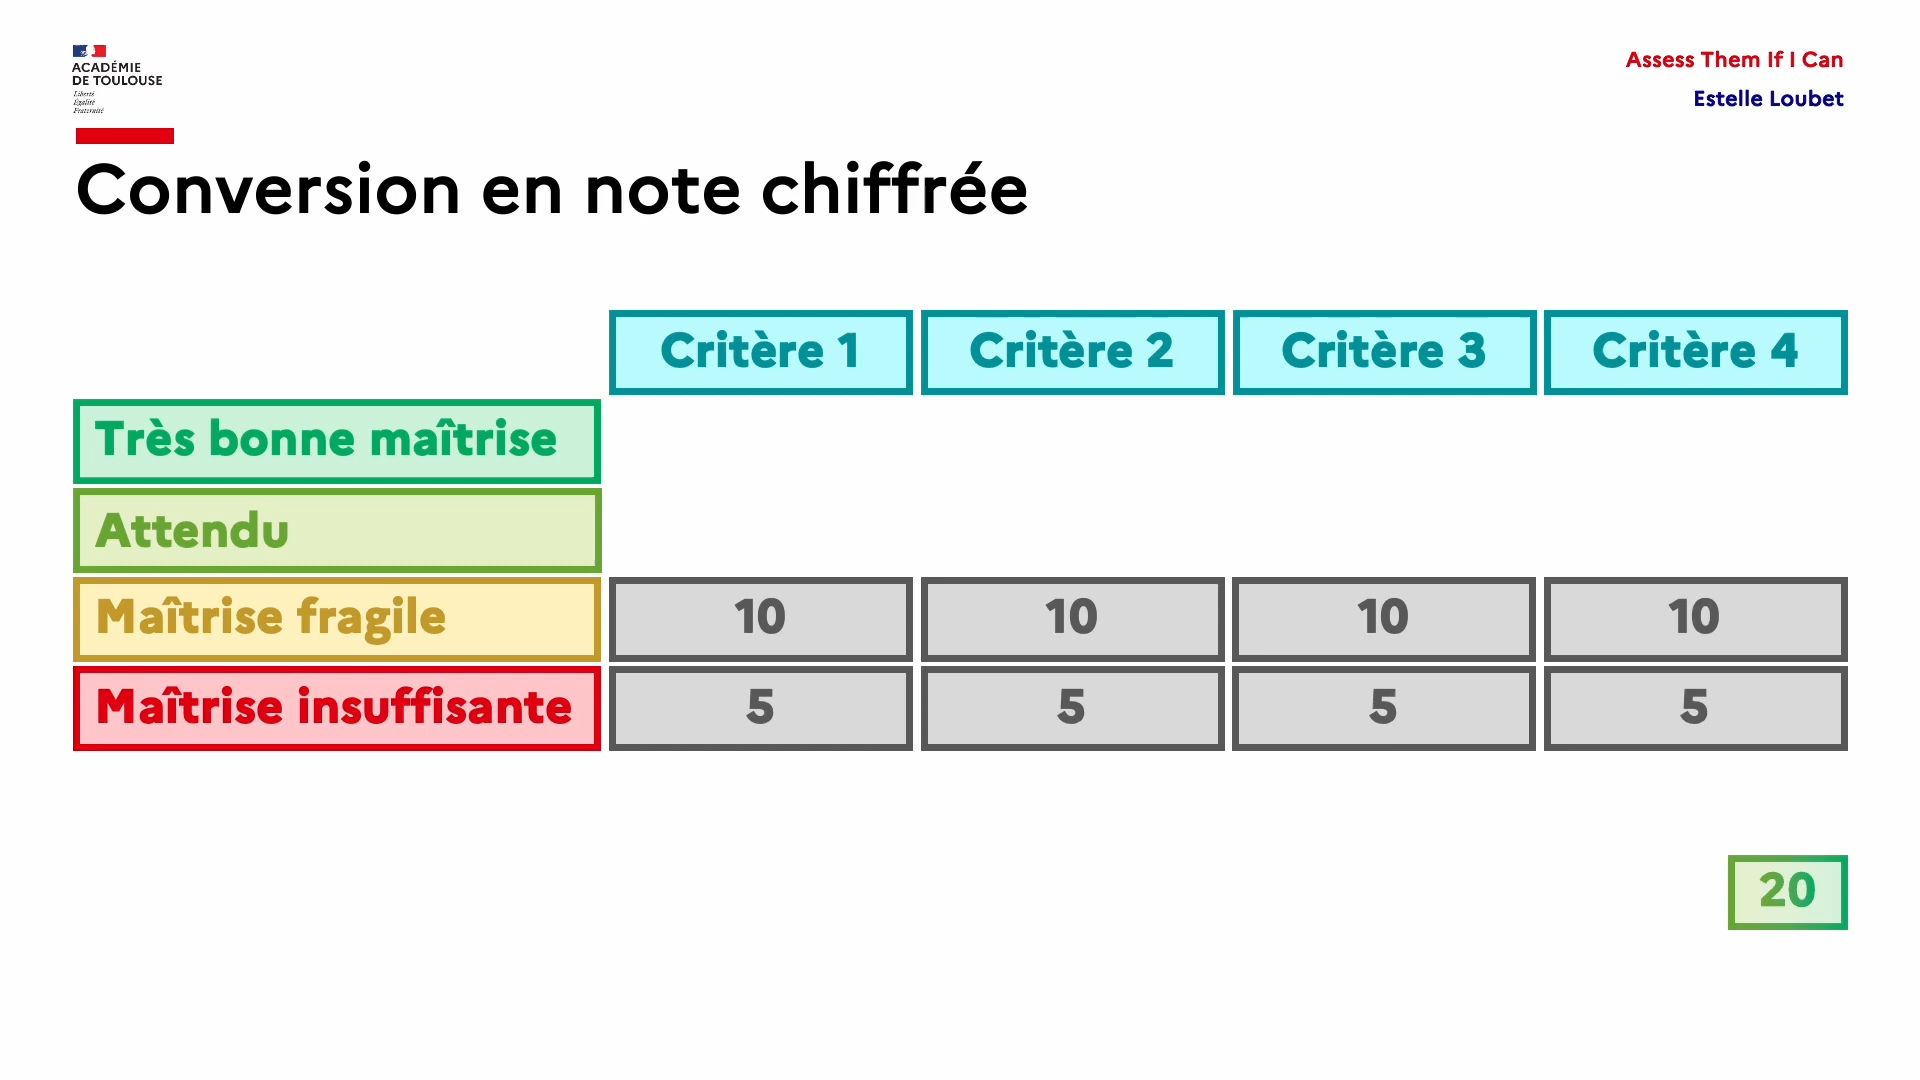 ACADÉMIE
DE TOULOUSE
Liberté
Égalité
Fraternité
Assess Them If I Can
Estelle Loubet
Conversion en note chiffrée
Critère 1 Critère 2 Critère 3 Critère 4
Très bonne maîtrise
Attendu
Maîtrise fragile 10 10 10 10
Maîtrise insuffisante 5 5 5 5
20